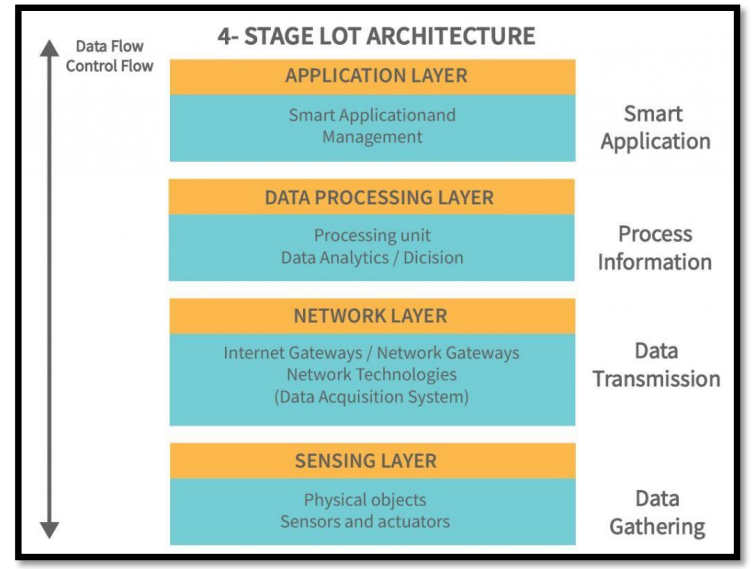 4- STAGE LOT ARCHITECTURE
Data Flow
Control Flow
APPLICATION LAYER
Smart Applicationand
Management
Smart
Application
DATA PROCESSING LAYER
Processing unit
Data Analytics / Dicision
Process
Information
NETWORK LAYER
Internet Gateways / Network Gateways
Network Technologies
(Data Acquisition System)
Data
Transmission
SENSING LAYER
Physical objects
Sensors and actuators
Data
Gathering